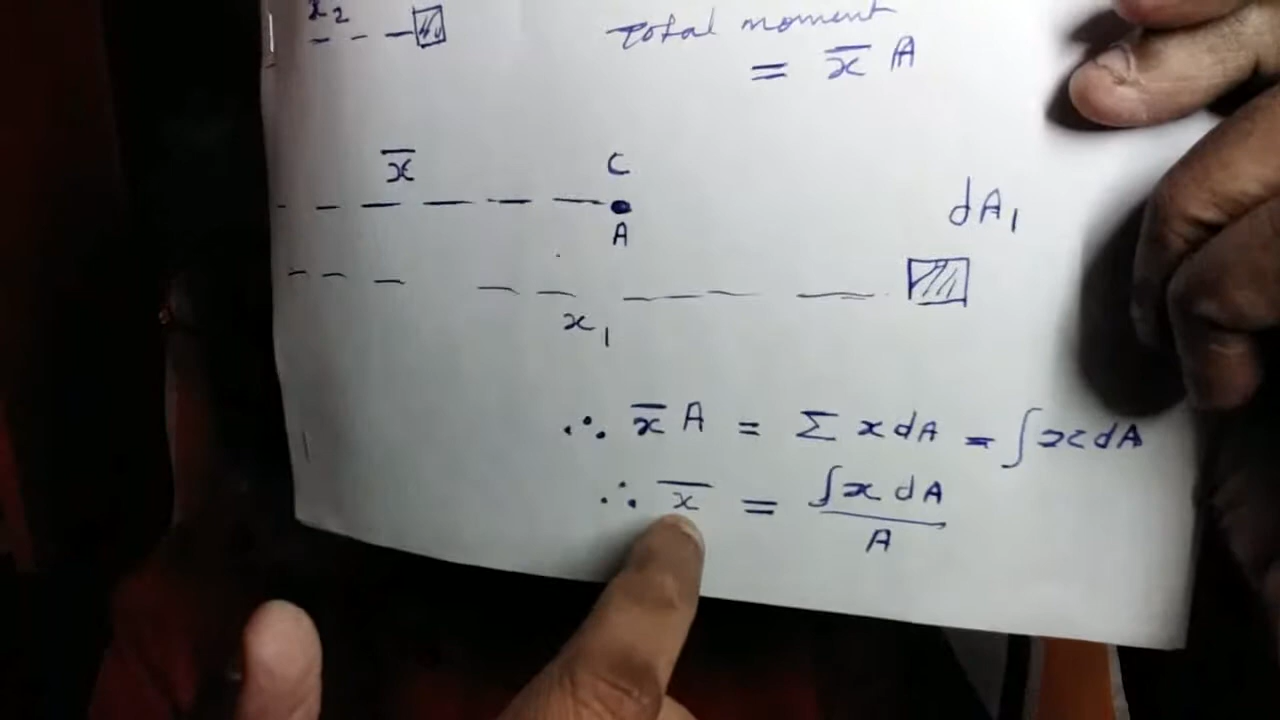 x₂
Total moment
= x̄ A
x̄
C
A
dA₁
x₁
∴ x̄ A = Σ x dA = ∫ x dA
∴ x̄ = ∫ x dA / A